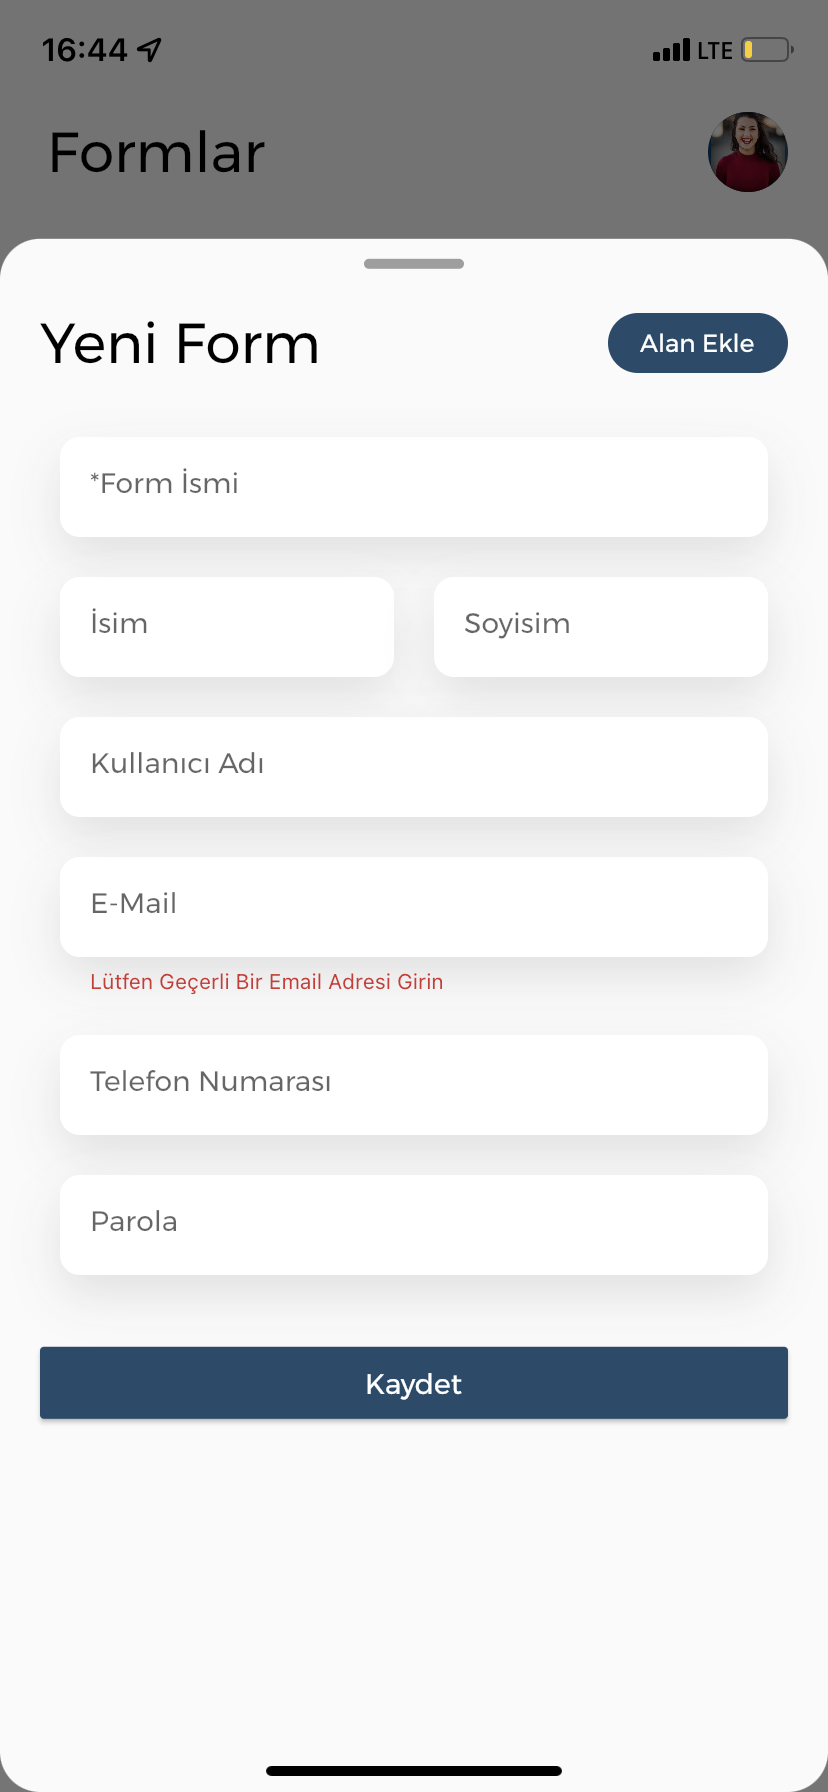 16:44 LTE
Formlar
Yeni Form
Alan Ekle
*Form İsmi
İsim
Soyisim
Kullanıcı Adı
E-Mail
Lütfen Geçerli Bir Email Adresi Girin
Telefon Numarası
Parola
Kaydet